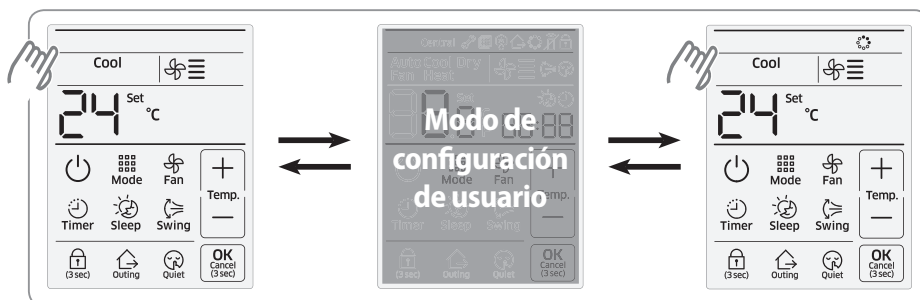 Cool
24 Set °C
Mode Fan
Temp.
Timer Sleep Swing
(3 sec) Outing Quiet OK Cancel (3 sec)
Central
Auto Cool Dry
Fan Heat
Set
Modo de
configuración
de usuario
Mode Fan
Temp.
Timer Sleep Swing
(3 sec) Outing Quiet OK Cancel (3 sec)
Cool
24 Set °C
Mode Fan
Temp.
Timer Sleep Swing
(3 sec) Outing Quiet OK Cancel (3 sec)